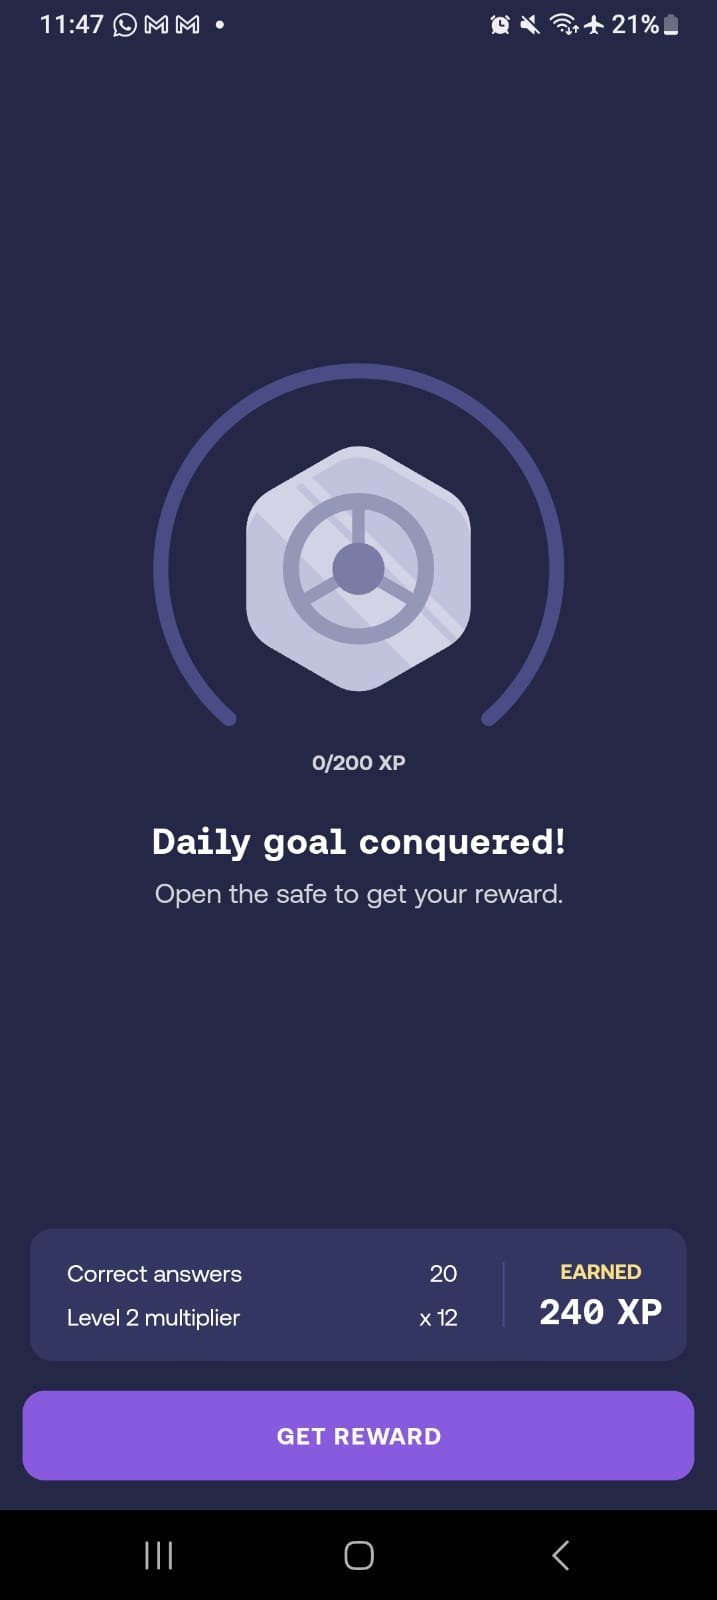 11:47 21%
0/200 XP
Daily goal conquered!
Open the safe to get your reward.
Correct answers 20
Level 2 multiplier x 12
EARNED
240 XP
GET REWARD